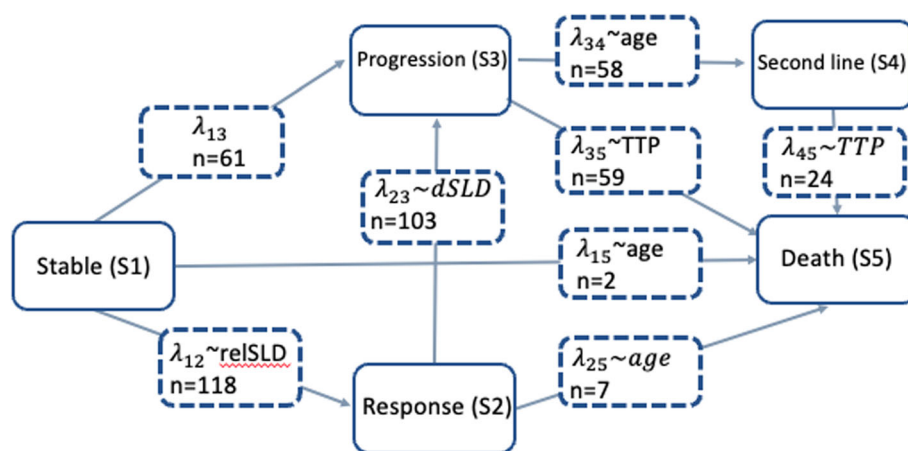 Progression (S3)
λ₃₄~age
n=58
Second line (S4)
λ₁₃
n=61
λ₃₅~TTP
n=59
λ₄₅~TTP
n=24
λ₂₃~dSLD
n=103
Stable (S1)
λ₁₅~age
n=2
Death (S5)
λ₁₂~relSLD
n=118
Response (S2)
λ₂₅~age
n=7